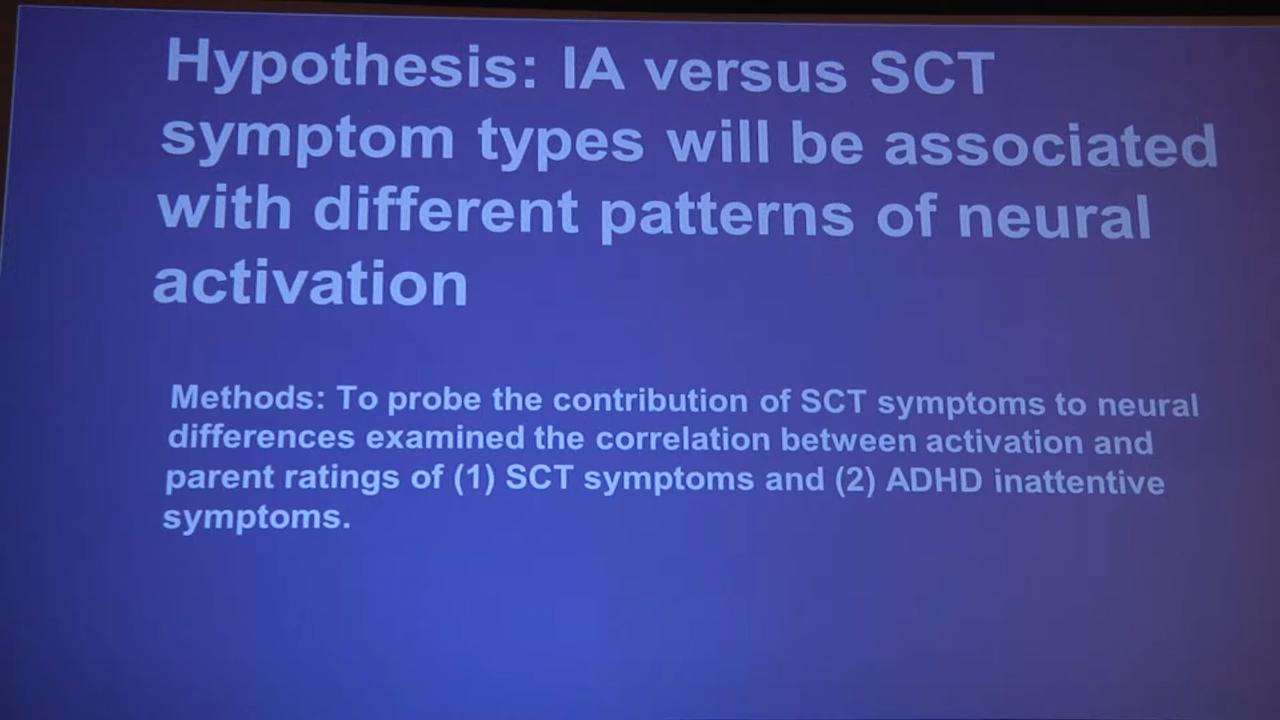 Hypothesis: IA versus SCT
symptom types will be associated
with different patterns of neural
activation
Methods: To probe the contribution of SCT symptoms to neural
differences examined the correlation between activation and
parent ratings of (1) SCT symptoms and (2) ADHD inattentive
symptoms.